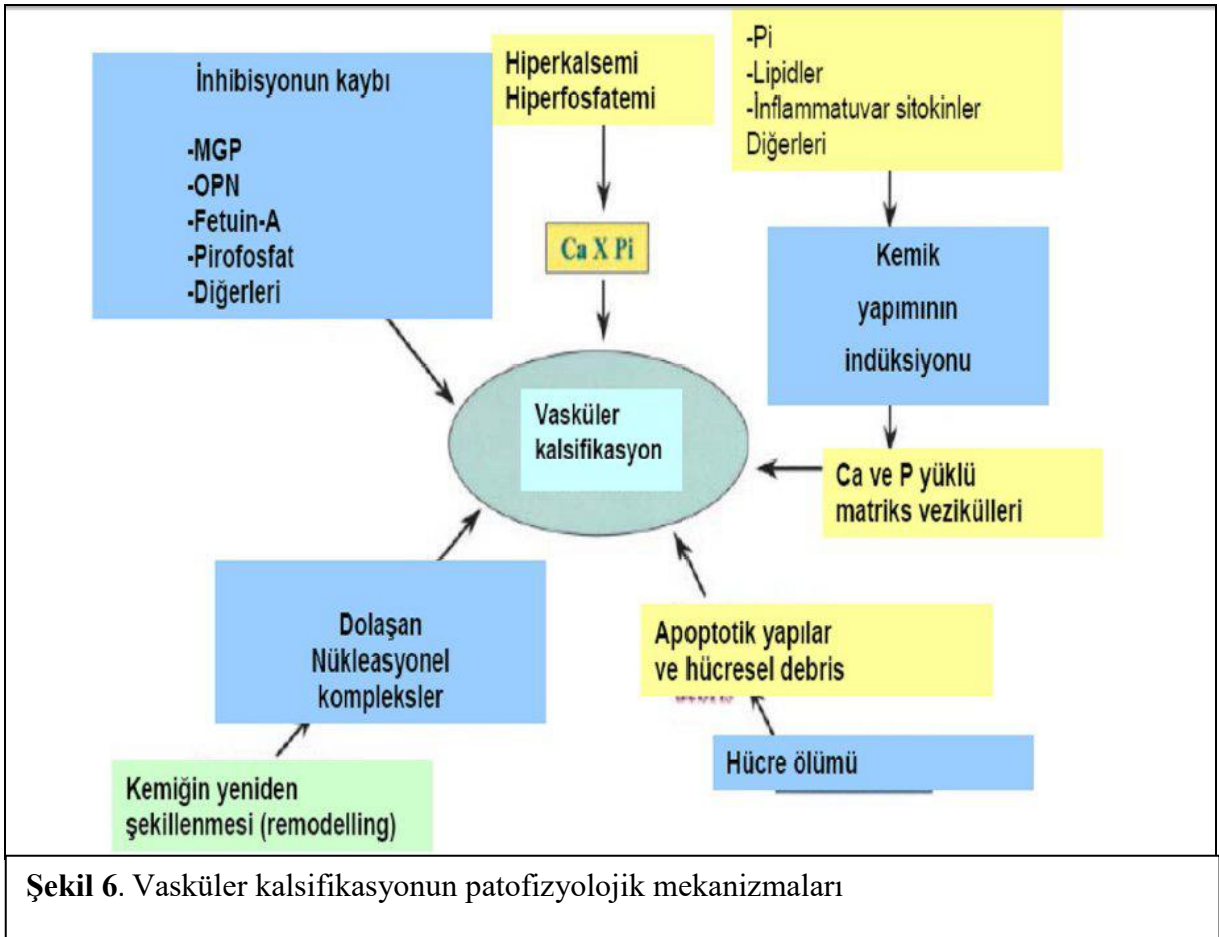 İnhibisyonun kaybı
-MGP
-OPN
-Fetuin-A
-Pirofosfat
-Diğerleri
Hiperkalsemi
Hiperfosfatemi
Ca X Pi
-Pi
-Lipidler
-İnflammatuvar sitokinler
Diğerleri
Kemik
yapımının
indüksiyonu
Ca ve P yüklü
matriks vezikülleri
Vasküler
kalsifikasyon
Dolaşan
Nükleasyonel
kompleksler
Kemiğin yeniden
şekillenmesi (remodelling)
Apoptotik yapılar
ve hücresel debris
debris
Hücre ölümü
Şekil 6. Vasküler kalsifikasyonun patofizyolojik mekanizmaları